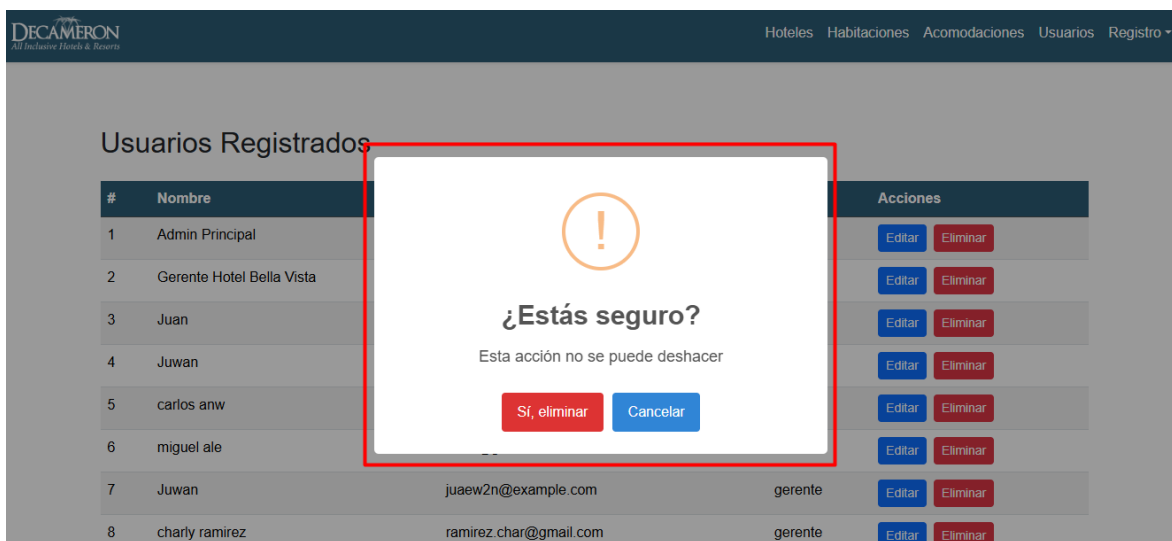 DECAMERON
All Inclusive Hotels & Resorts
Hoteles Habitaciones Acomodaciones Usuarios Registro
Usuarios Registrados
# Nombre Acciones
1 Admin Principal Editar Eliminar
2 Gerente Hotel Bella Vista Editar Eliminar
3 Juan Editar Eliminar
4 Juwan Editar Eliminar
5 carlos anw Editar Eliminar
6 miguel ale Editar Eliminar
7 Juwan juaew2n@example.com gerente Editar Eliminar
8 charly ramirez ramirez.char@gmail.com gerente Editar Eliminar
!
¿Estás seguro?
Esta acción no se puede deshacer
Sí, eliminar Cancelar